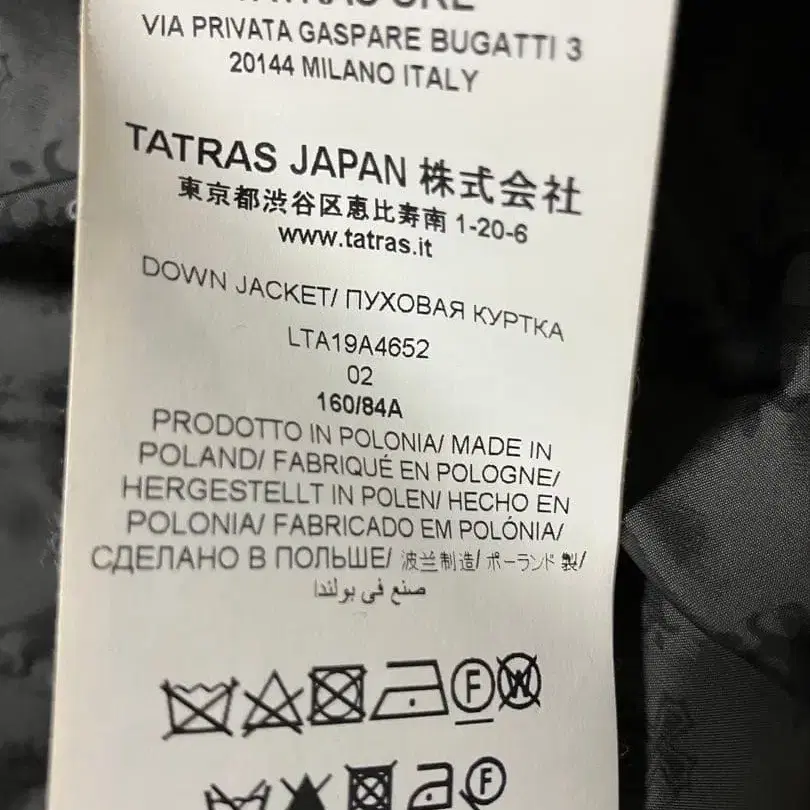 TATRAS SRL
VIA PRIVATA GASPARE BUGATTI 3
20144 MILANO ITALY
TATRAS JAPAN 株式会社
東京都渋谷区恵比寿南 1-20-6
www.tatras.it
DOWN JACKET/ ПУХОВАЯ КУРТКА
LTA19A4652
02
160/84A
PRODOTTO IN POLONIA/ MADE IN
POLAND/ FABRIQUÉ EN POLOGNE/
HERGESTELLT IN POLEN/ HECHO EN
POLONIA/ FABRICADO EM POLÓNIA/
СДЕЛАНО В ПОЛЬШЕ/ 波兰制造/ ポーランド製/
صنع في بولندا
F W
F